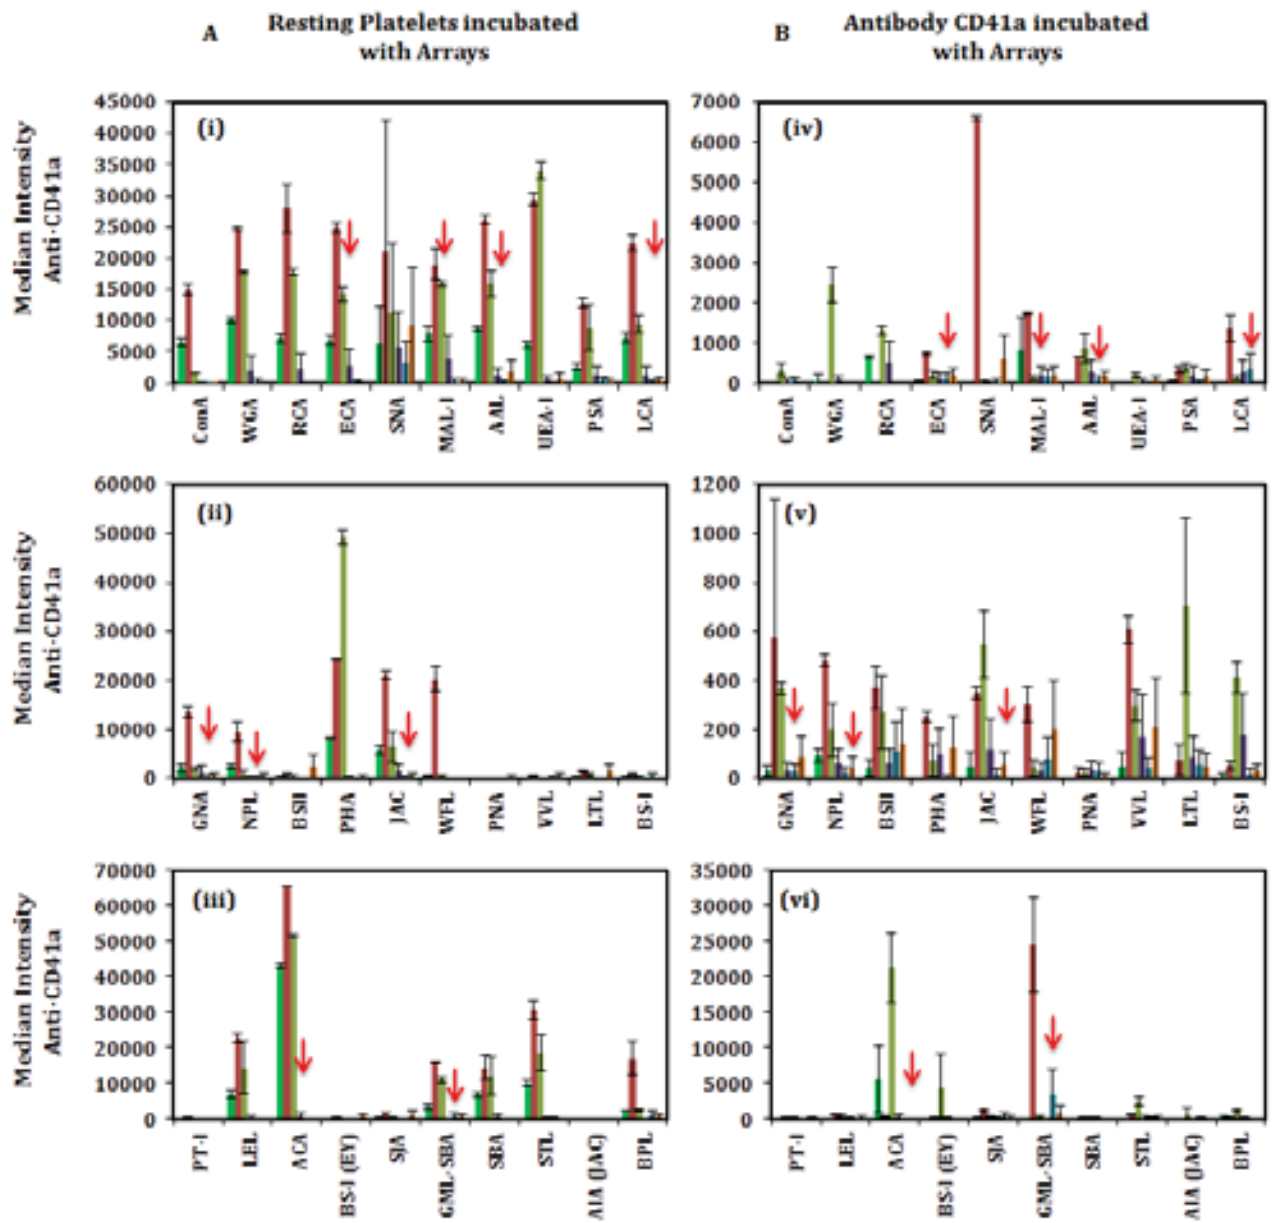 A
Resting Platelets incubated
with Arrays
B
Antibody CD41a incubated
with Arrays
Median Intensity
Anti-CD41a
(i)
45000
40000
35000
30000
25000
20000
15000
10000
5000
0
ConA
WGA
RCA
ECA
SNA
MAL-I
AAL
UEA-I
PSA
LCA
(iv)
7000
6000
5000
4000
3000
2000
1000
0
ConA
WGA
RCA
ECA
SNA
MAL-I
AAL
UEA-I
PSA
LCA
Median Intensity
Anti-CD41a
(ii)
60000
50000
40000
30000
20000
10000
0
GNA
NPL
BSII
PHA
JAC
WFL
PNA
VVL
LTL
BS-I
(v)
1200
1000
800
600
400
200
0
GNA
NPL
BSII
PHA
JAC
WFL
PNA
VVL
LTL
BS-I
Median Intensity
Anti-CD41a
(iii)
70000
60000
50000
40000
30000
20000
10000
0
PT-I
LEL
ACA
BS-I (EY)
SJA
GML- SBA
SBA
STL
AIA (JAC)
BPL
(vi)
35000
30000
25000
20000
15000
10000
5000
0
PT-I
LEL
ACA
BS-I (EY)
SJA
GML- SBA
SBA
STL
AIA (JAC)
BPL